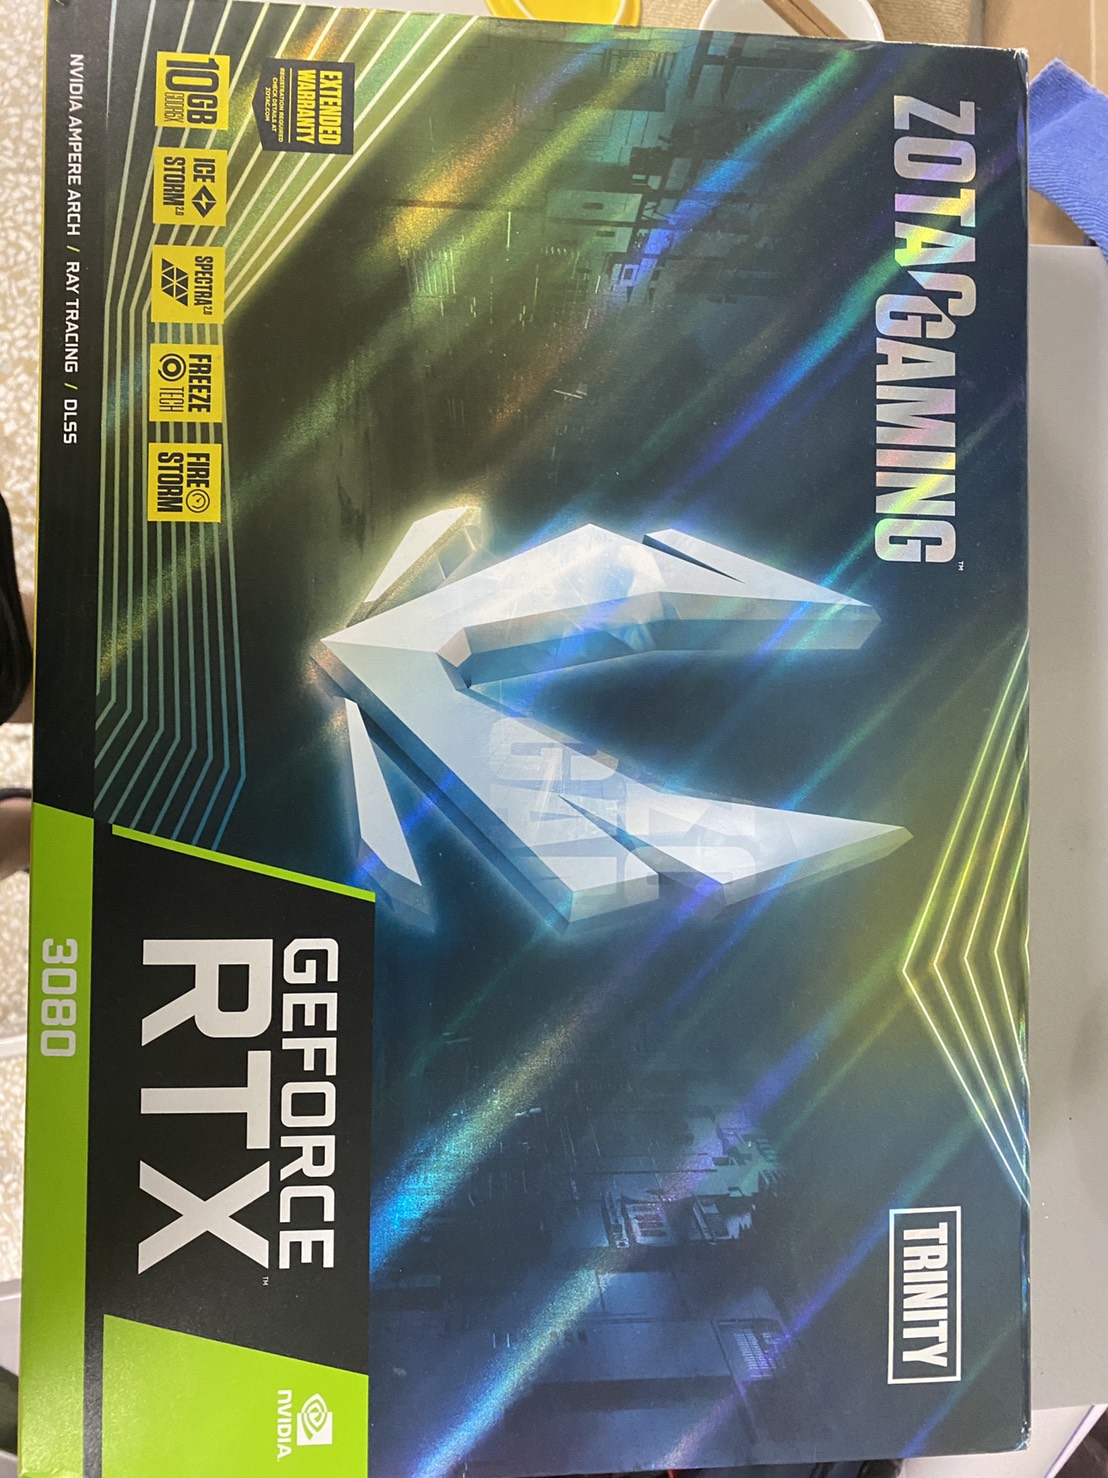 ZOTAC GAMING™
TRINITY
EXTENDED
WARRANTY
REGISTRATION REQUIRED
CHECK DETAILS AT
ZOTAC.COM
10GB
GDDR6X
ICE
STORM2.0
SPECTRA2.0
FREEZE
TECH
FIRE
STORM
GEFORCE
RTX™
NVIDIA.
NVIDIA AMPERE ARCH / RAY TRACING / DLSS
3080